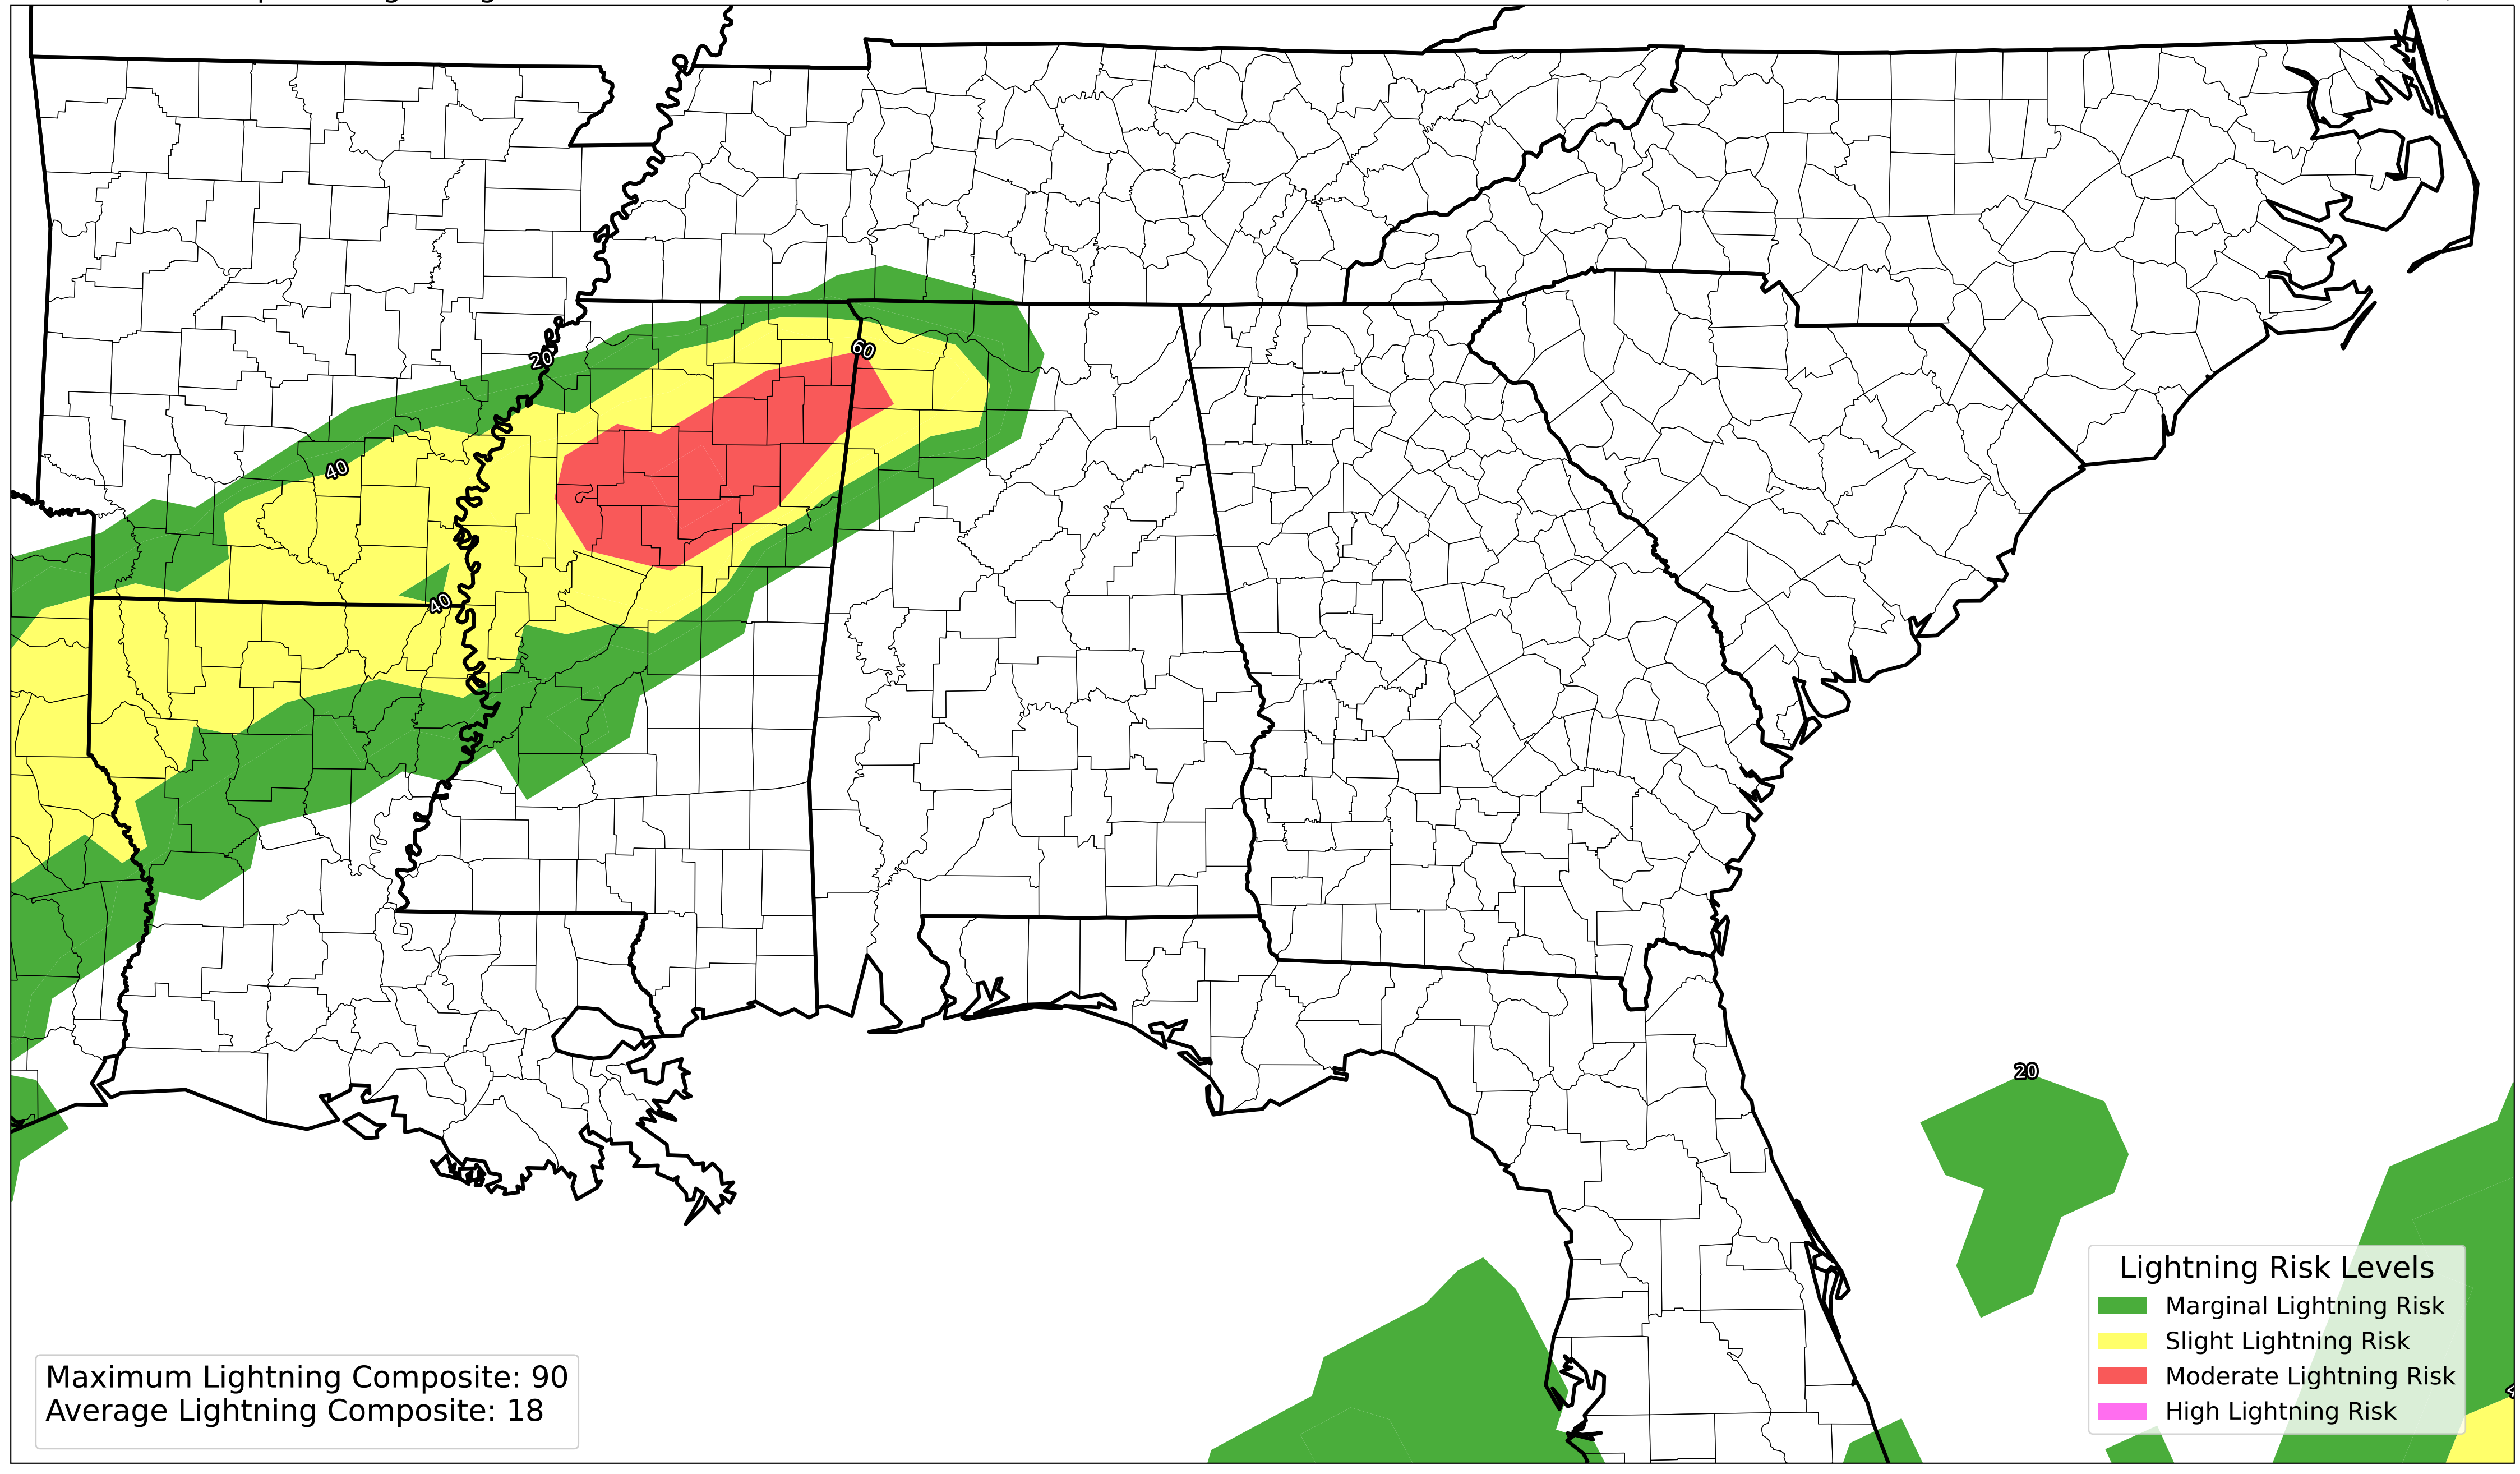 60
20
40
40
20
Lightning Risk Levels
Marginal Lightning Risk
Slight Lightning Risk
Moderate Lightning Risk
High Lightning Risk
Maximum Lightning Composite: 90
Average Lightning Composite: 18